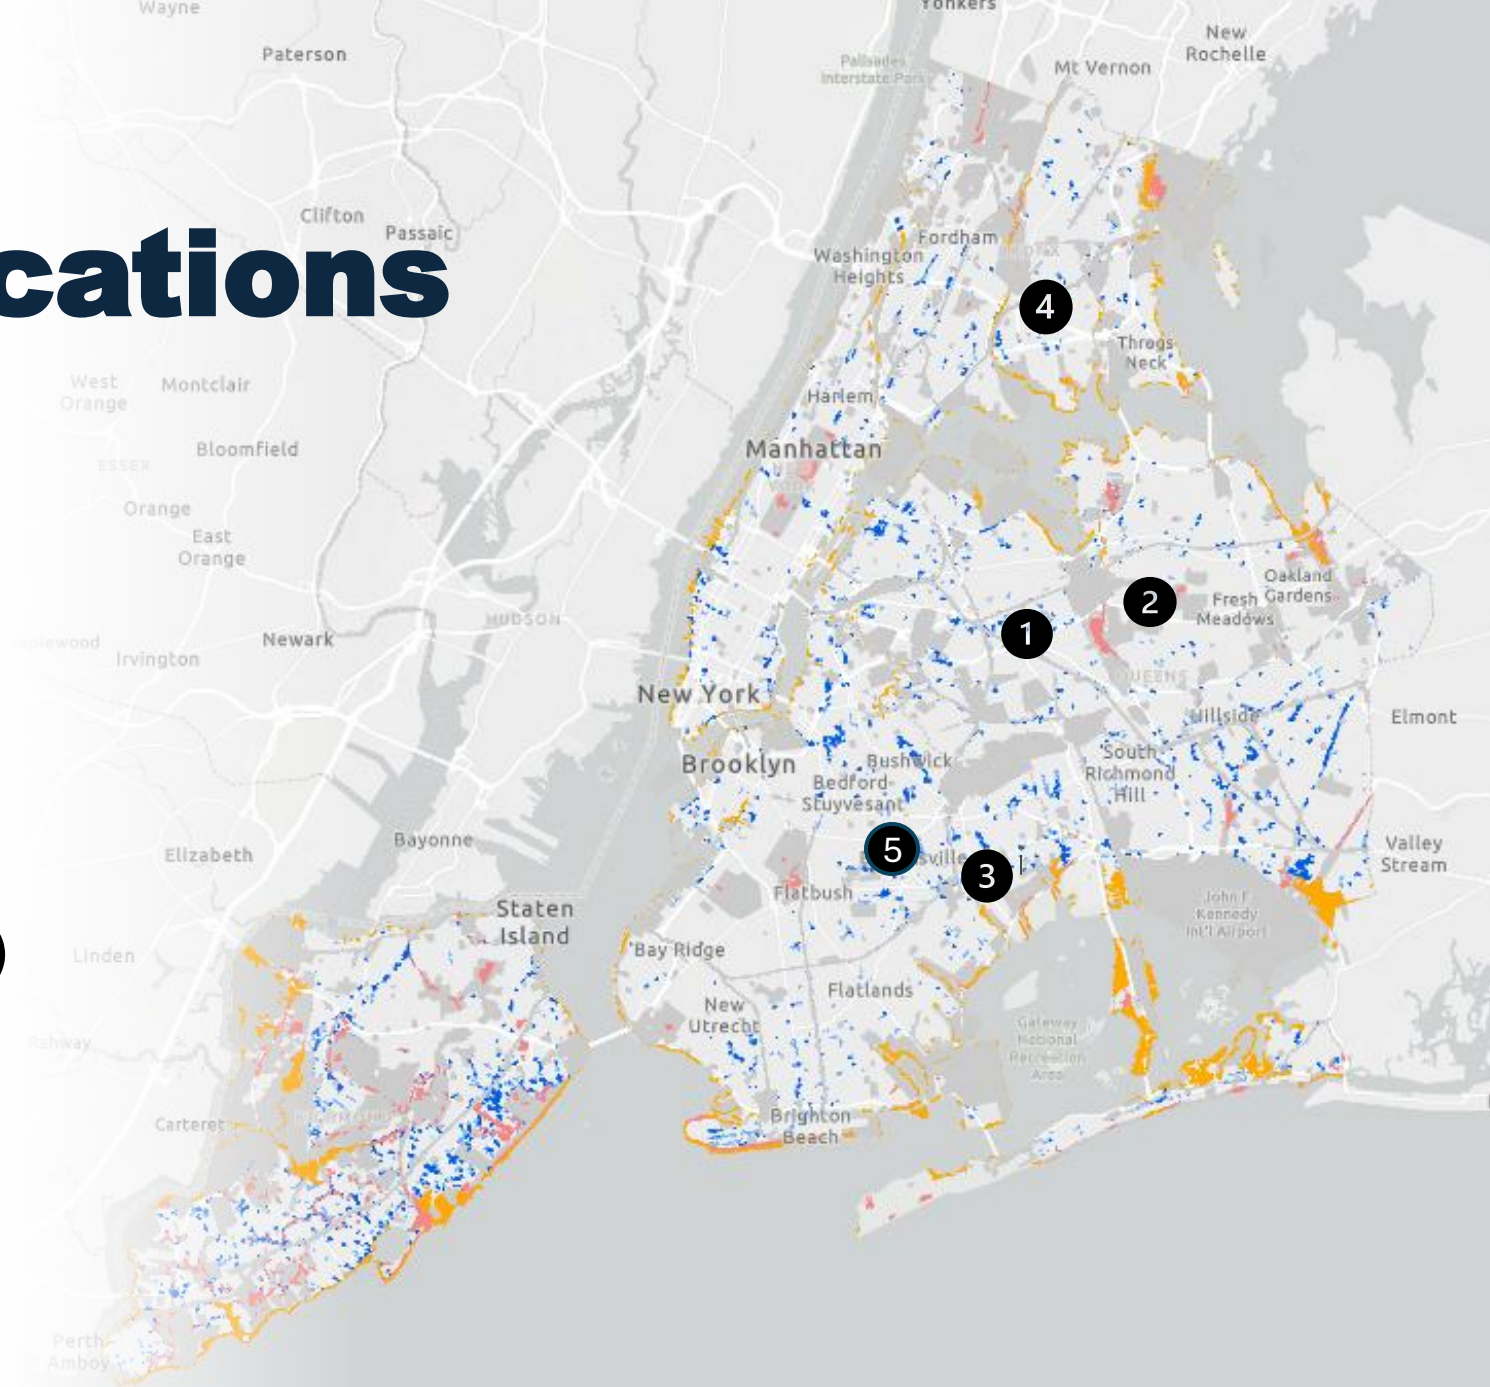 Wayne
Yonkers
New
Rochelle
Paterson
Mt Vernon
Palisades
Interstate Park
Clifton
Passaic
cations
Fordham
Washington
Heights
4
Throgs
Neck
West
Orange
Montclair
Harlem
Bloomfield
Manhattan
ESSEX
Orange
East
Orange
Oakland
Gardens
2
Fresh
Meadows
HUDSON
1
Newark
Irvington
QUEENS
New York
Hillside
Elmont
Brooklyn
Bushwick
South
Richmond
Hill
Bedford-
Stuyvesant
Bayonne
Elizabeth
5
sville
3
Valley
Stream
Flatbush
John F
Kennedy
Int'l Airport
Staten
Island
Bay Ridge
Linden
Flatlands
New
Utrecht
Gateway
National
Recreation
Area
Rahway
Carteret
Brighton
Beach
Perth
Amboy